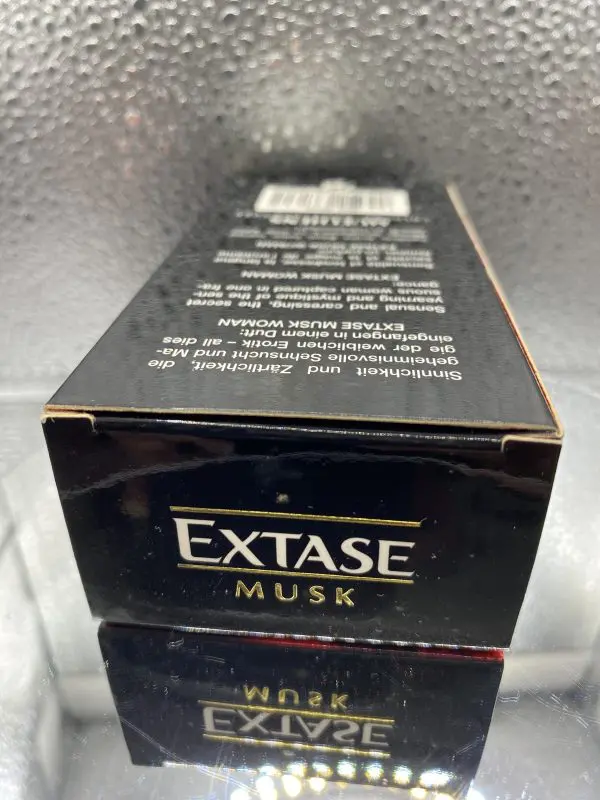 EXTASE
MUSK
Sinnlichkeit und Zärtlichkeit, die
geheimnisvolle Sehnsucht und Ma-
gie der weiblichen Erotik – all dies
eingefangen in einem Duft:
EXTASE MUSK WOMAN
Sensual and caressing, the secret
yearning and mystique of the sen-
suous woman captured in one fra-
grance:
EXTASE MUSK WOMAN